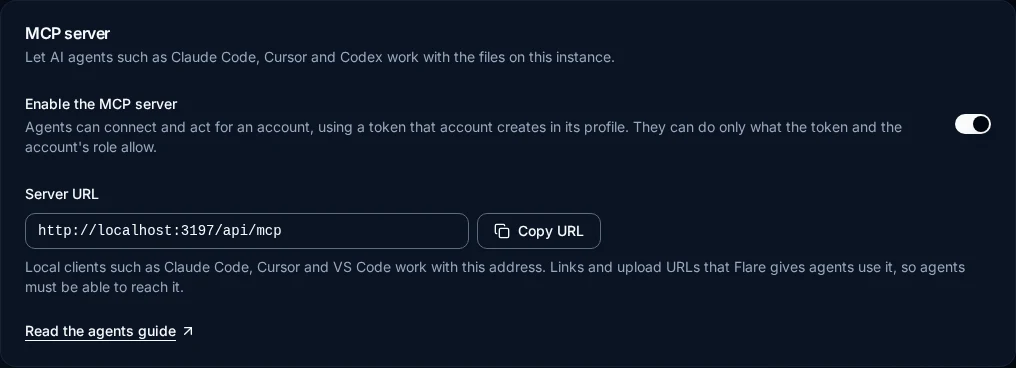 MCP server
Let AI agents such as Claude Code, Cursor and Codex work with the files on this instance.
Enable the MCP server
Agents can connect and act for an account, using a token that account creates in its profile. They can do only what the token and the
account's role allow.
Server URL
http://localhost:3197/api/mcp
Copy URL
Local clients such as Claude Code, Cursor and VS Code work with this address. Links and upload URLs that Flare gives agents use it, so agents
must be able to reach it.
Read the agents guide